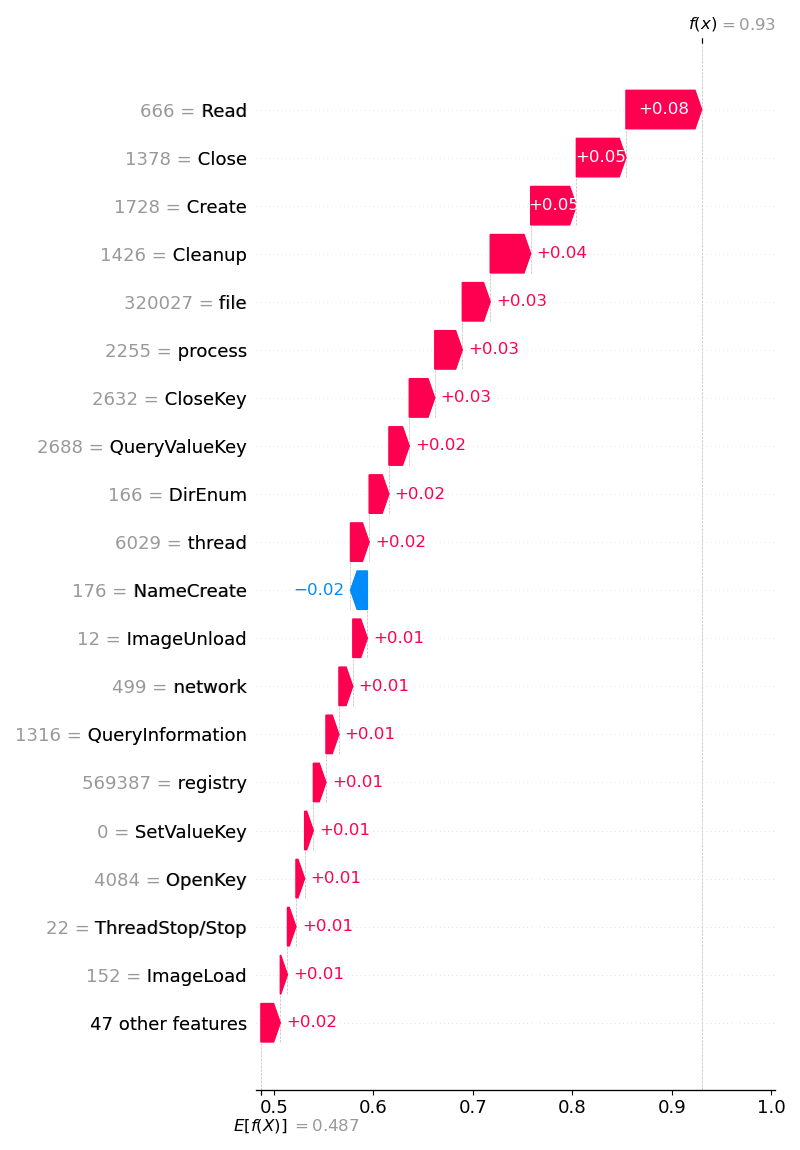 f(x) = 0.93
666 = Read +0.08
1378 = Close +0.05
1728 = Create +0.05
1426 = Cleanup +0.04
320027 = file +0.03
2255 = process +0.03
2632 = CloseKey +0.03
2688 = QueryValueKey +0.02
166 = DirEnum +0.02
6029 = thread +0.02
176 = NameCreate −0.02
12 = ImageUnload +0.01
499 = network +0.01
1316 = QueryInformation +0.01
569387 = registry +0.01
0 = SetValueKey +0.01
4084 = OpenKey +0.01
22 = ThreadStop/Stop +0.01
152 = ImageLoad +0.01
47 other features +0.02
0.5 0.6 0.7 0.8 0.9 1.0
E[f(X)] = 0.487